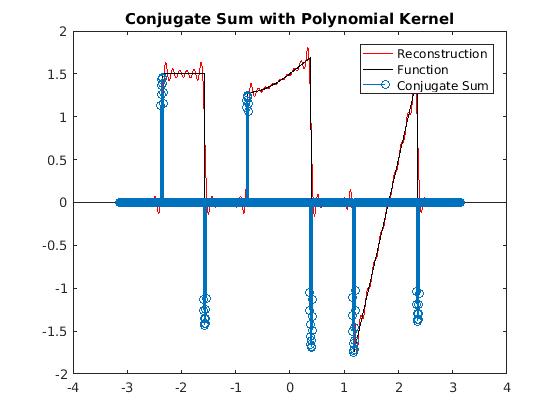 Conjugate Sum with Polynomial Kernel
Reconstruction
Function
Conjugate Sum
2
1.5
1
0.5
0
-0.5
-1
-1.5
-2
-4 -3 -2 -1 0 1 2 3 4